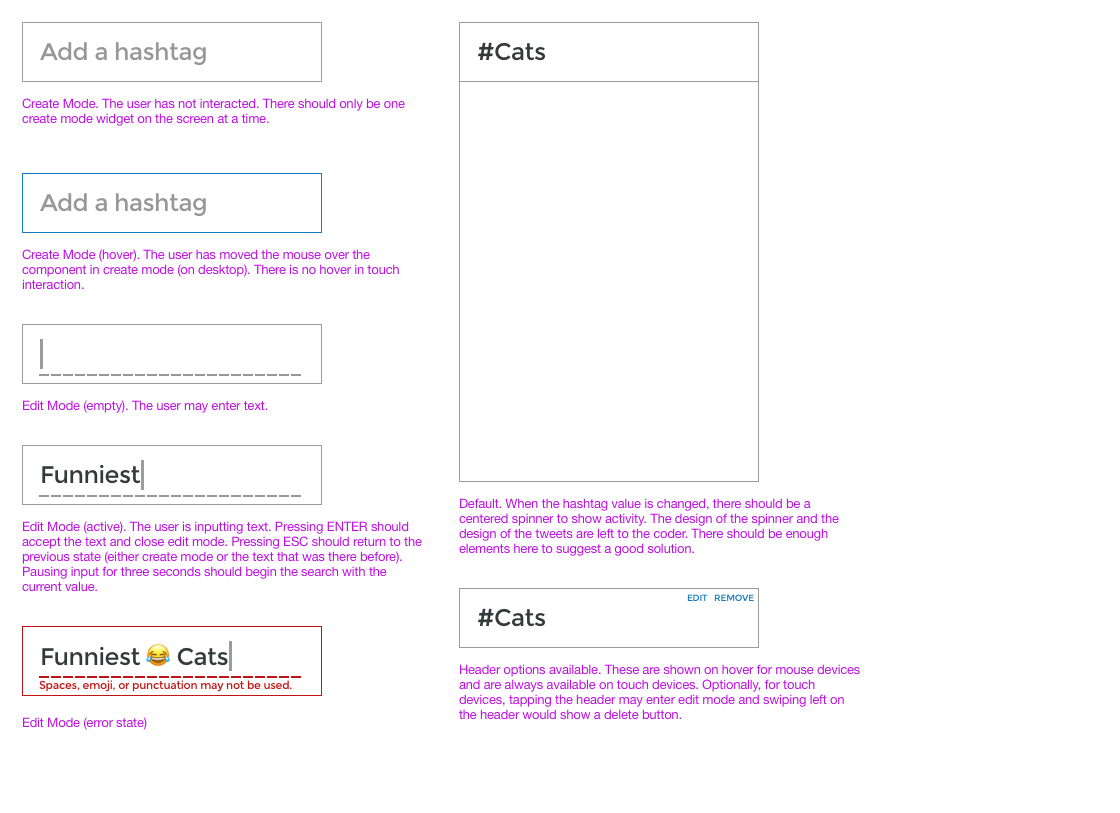 Add a hashtag
Create Mode. The user has not interacted. There should only be one
create mode widget on the screen at a time.
Add a hashtag
Create Mode (hover). The user has moved the mouse over the
component in create mode (on desktop). There is no hover in touch
interaction.
Edit Mode (empty). The user may enter text.
Funniest
Edit Mode (active). The user is inputting text. Pressing ENTER should
accept the text and close edit mode. Pressing ESC should return to the
previous state (either create mode or the text that was there before).
Pausing input for three seconds should begin the search with the
current value.
Funniest 😂 Cats
Spaces, emoji, or punctuation may not be used.
Edit Mode (error state)
#Cats
Default. When the hashtag value is changed, there should be a
centered spinner to show activity. The design of the spinner and the
design of the tweets are left to the coder. There should be enough
elements here to suggest a good solution.
EDIT REMOVE
#Cats
Header options available. These are shown on hover for mouse devices
and are always available on touch devices. Optionally, for touch
devices, tapping the header may enter edit mode and swiping left on
the header would show a delete button.